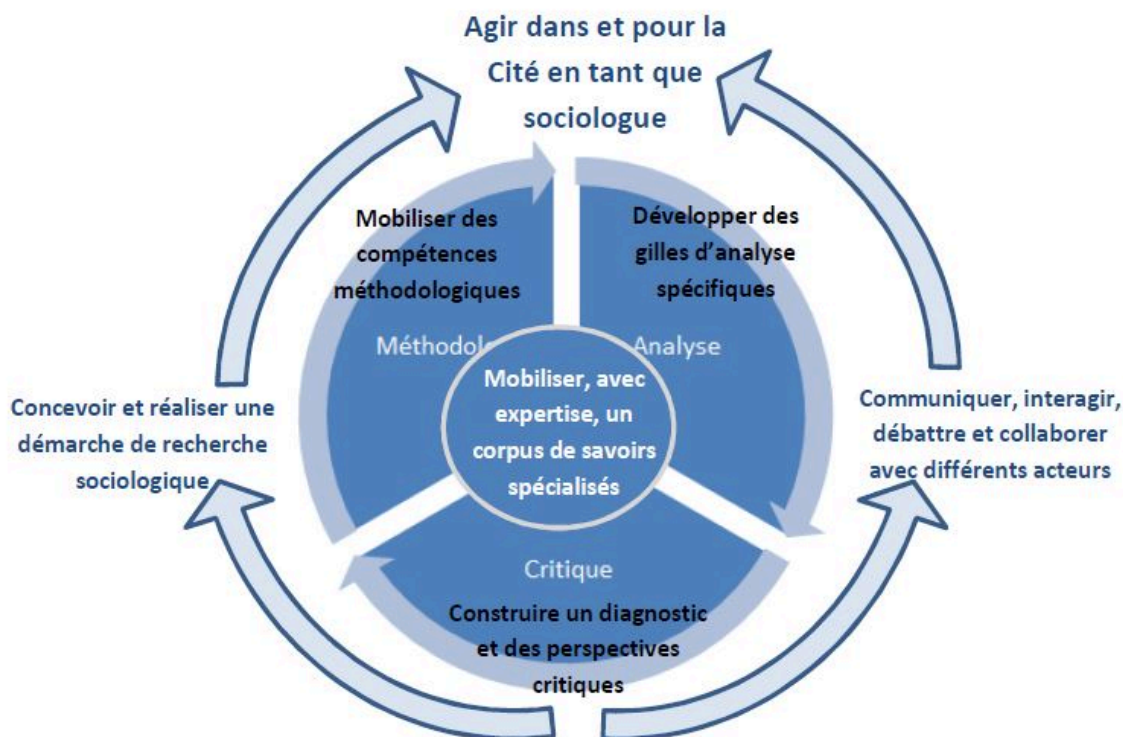 Agir dans et pour la
Cité en tant que
sociologue
Mobiliser des
compétences
méthodologiques
Développer des
gilles d’analyse
spécifiques
Méthodolo
Analyse
Mobiliser, avec
expertise, un
corpus de savoirs
spécialisés
Concevoir et réaliser une
démarche de recherche
sociologique
Communiquer, interagir,
débattre et collaborer
avec différents acteurs
Critique
Construire un diagnostic
et des perspectives
critiques